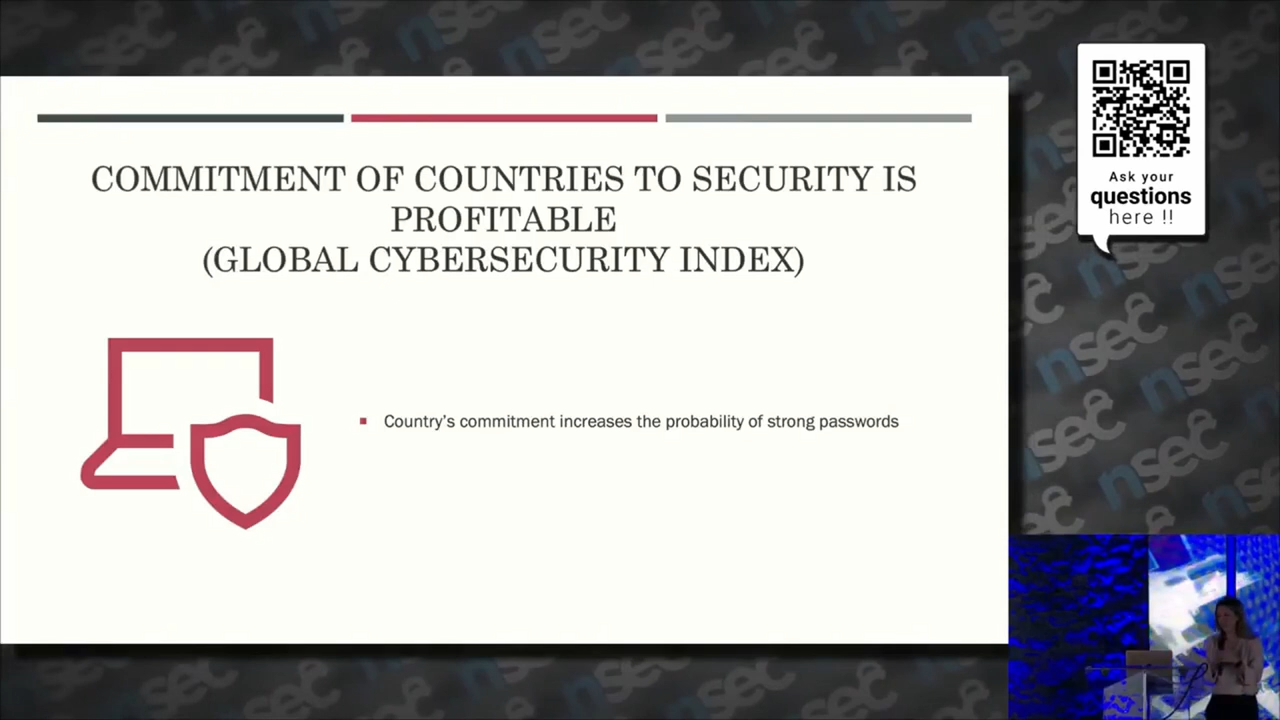 COMMITMENT OF COUNTRIES TO SECURITY IS
PROFITABLE
(GLOBAL CYBERSECURITY INDEX)
Country's commitment increases the probability of strong passwords
Ask your
questions
here !!
nsec